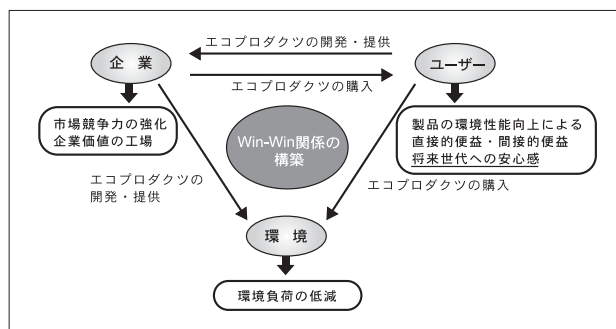 エコプロダクツの開発・提供
企 業
ユーザー
エコプロダクツの購入
市場競争力の強化
企業価値の工場
Win-Win関係の
構築
製品の環境性能向上による
直接的便益・間接的便益
将来世代への安心感
エコプロダクツの
開発・提供
エコプロダクツの購入
環 境
環境負荷の低減